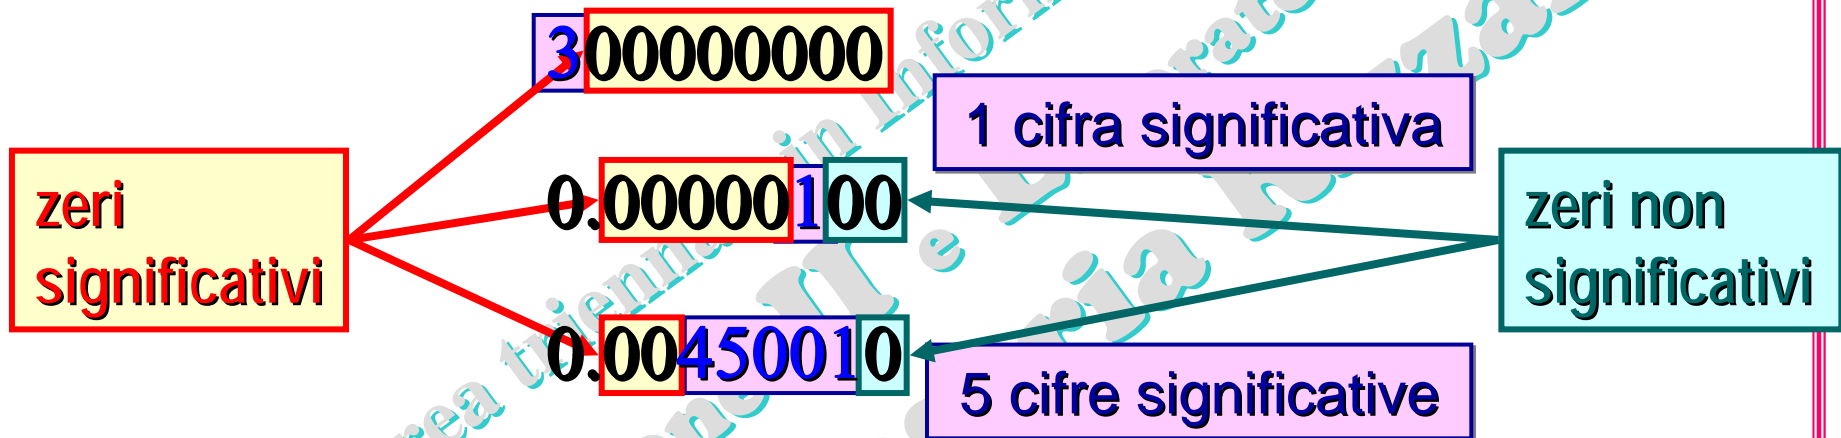 300000000
1 cifra significativa
zeri
significativi
0.00000100
zeri non
significativi
0.00450010
5 cifre significative